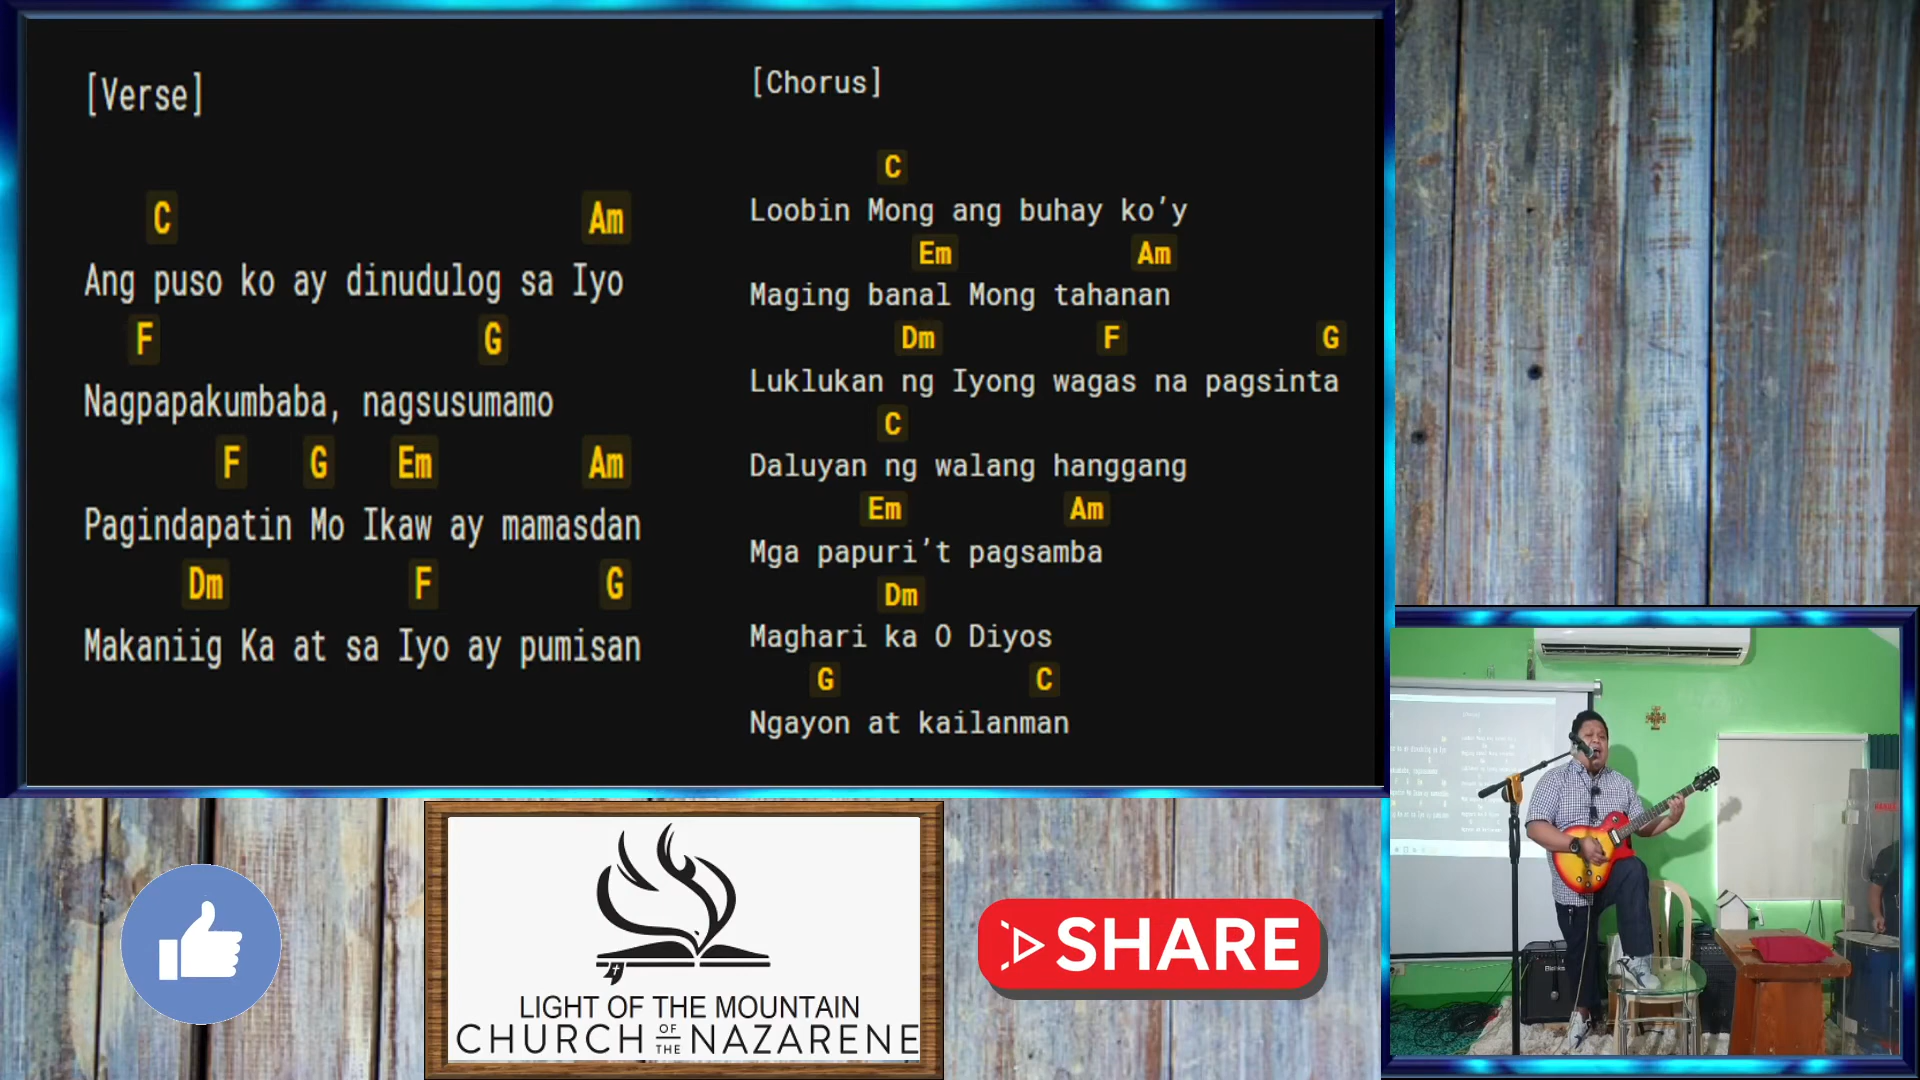 [Verse]
C Am
Ang puso ko ay dinudulog sa Iyo
F G
Nagpapakumbaba, nagsusumamo
F G Em Am
Pagindapatin Mo Ikaw ay mamasdan
Dm F G
Makaniig Ka at sa Iyo ay pumisan
[Chorus]
C
Loobin Mong ang buhay ko’y
Em Am
Maging banal Mong tahanan
Dm F G
Luklukan ng Iyong wagas na pagsinta
C
Daluyan ng walang hanggang
Em Am
Mga papuri’t pagsamba
Dm
Maghari ka O Diyos
G C
Ngayon at kailanman
LIGHT OF THE MOUNTAIN
CHURCH OF THE NAZARENE
SHARE